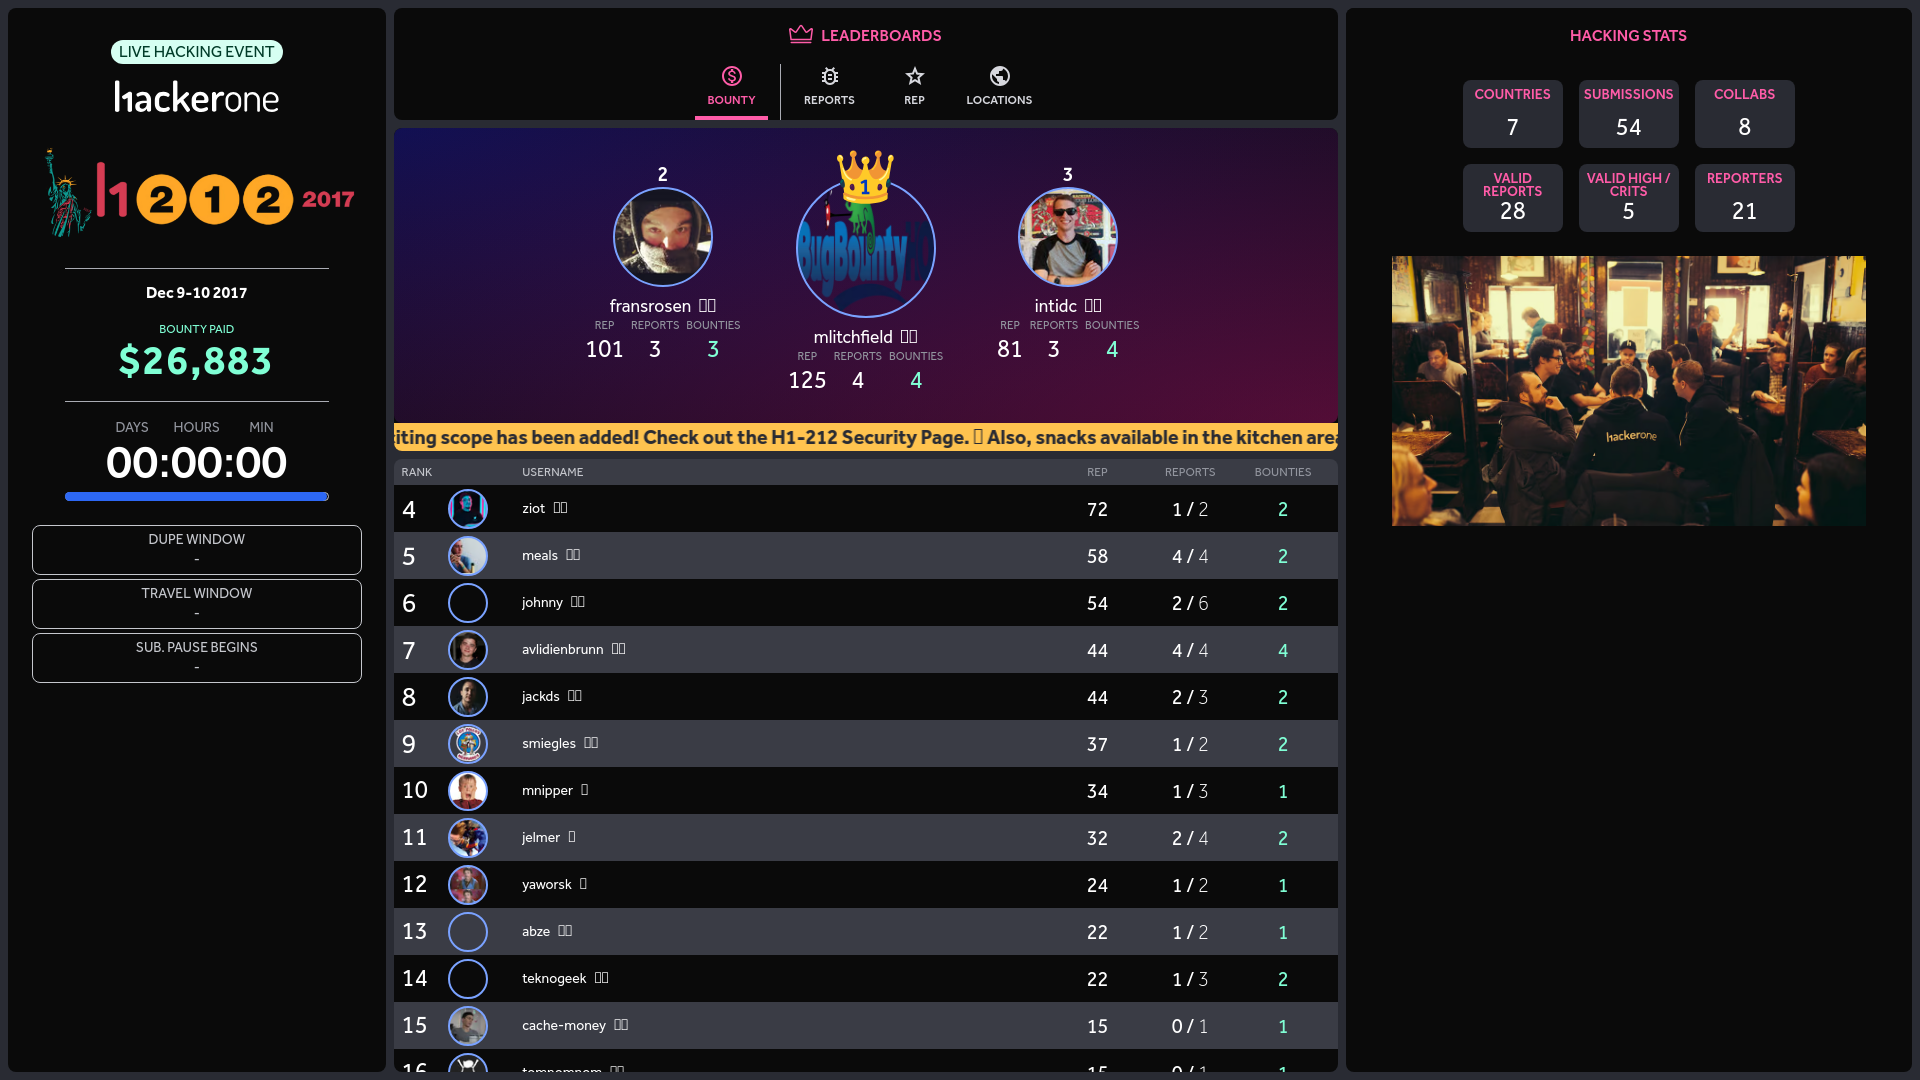 LIVE HACKING EVENT
hackerone
h1 212 2017
Dec 9-10 2017
BOUNTY PAID
$26,883
DAYS HOURS MIN
00:00:00
DUPE WINDOW
-
TRAVEL WINDOW
-
SUB. PAUSE BEGINS
-
LEADERBOARDS
BOUNTY REPORTS REP LOCATIONS
2
fransrosen
REP REPORTS BOUNTIES
101 3 3
1
BugBounty
mlitchfield
REP REPORTS BOUNTIES
125 4 4
3
intidc
REP REPORTS BOUNTIES
81 3 4
citing scope has been added! Check out the H1-212 Security Page. Also, snacks available in the kitchen area
RANK USERNAME REP REPORTS BOUNTIES
4 ziot 72 1 / 2 2
5 meals 58 4 / 4 2
6 johnny 54 2 / 6 2
7 avlidienbrunn 44 4 / 4 4
8 jackds 44 2 / 3 2
9 smiegles 37 1 / 2 2
10 mnipper 34 1 / 3 1
11 jelmer 32 2 / 4 2
12 yaworsk 24 1 / 2 1
13 abze 22 1 / 2 1
14 teknogeek 22 1 / 3 2
15 cache-money 15 0 / 1 1
16 tomnomnom 15 0 / 1 1
HACKING STATS
COUNTRIES
7
SUBMISSIONS
54
COLLABS
8
VALID
REPORTS
28
VALID HIGH /
CRITS
5
REPORTERS
21
hackerone